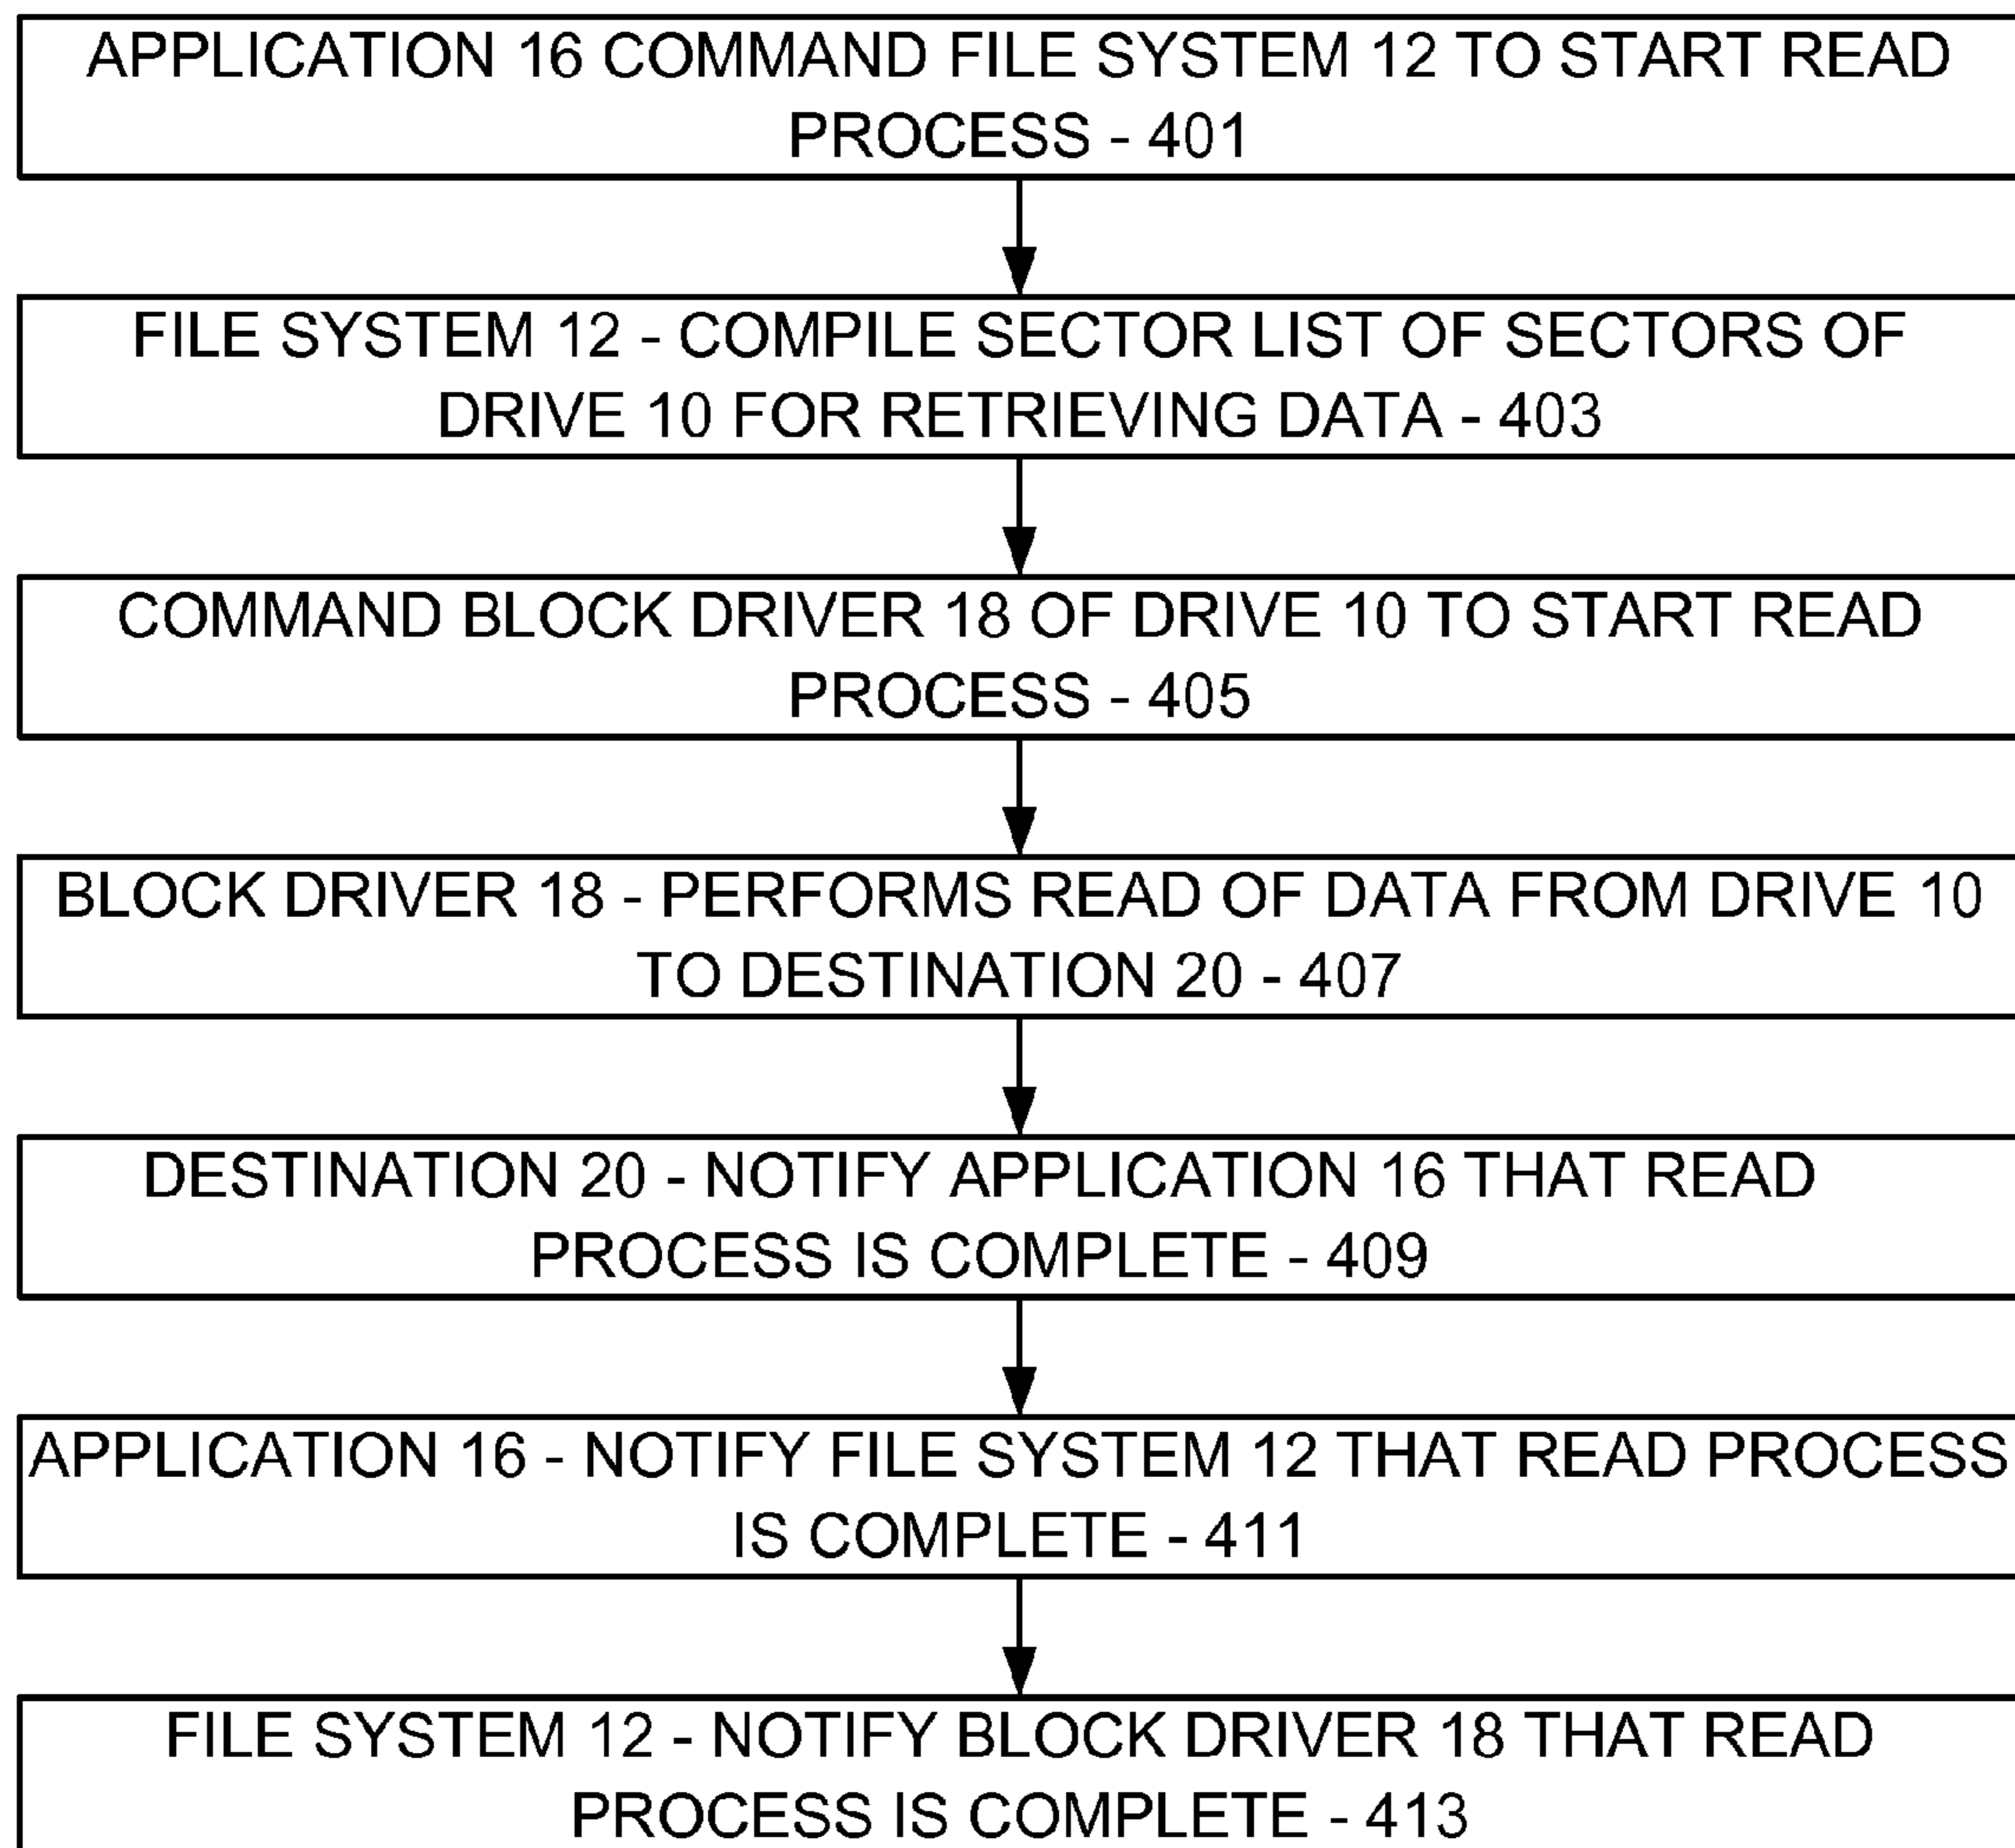 APPLICATION 16 COMMAND FILE SYSTEM 12 TO START READ
PROCESS - 401
FILE SYSTEM 12 - COMPILE SECTOR LIST OF SECTORS OF
DRIVE 10 FOR RETRIEVING DATA - 403
COMMAND BLOCK DRIVER 18 OF DRIVE 10 TO START READ
PROCESS - 405
BLOCK DRIVER 18 - PERFORMS READ OF DATA FROM DRIVE 10
TO DESTINATION 20 - 407
DESTINATION 20 - NOTIFY APPLICATION 16 THAT READ
PROCESS IS COMPLETE - 409
APPLICATION 16 - NOTIFY FILE SYSTEM 12 THAT READ PROCESS
IS COMPLETE - 411
FILE SYSTEM 12 - NOTIFY BLOCK DRIVER 18 THAT READ
PROCESS IS COMPLETE - 413